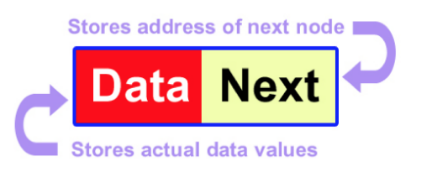 Stores address of next node
Data Next
Stores actual data values